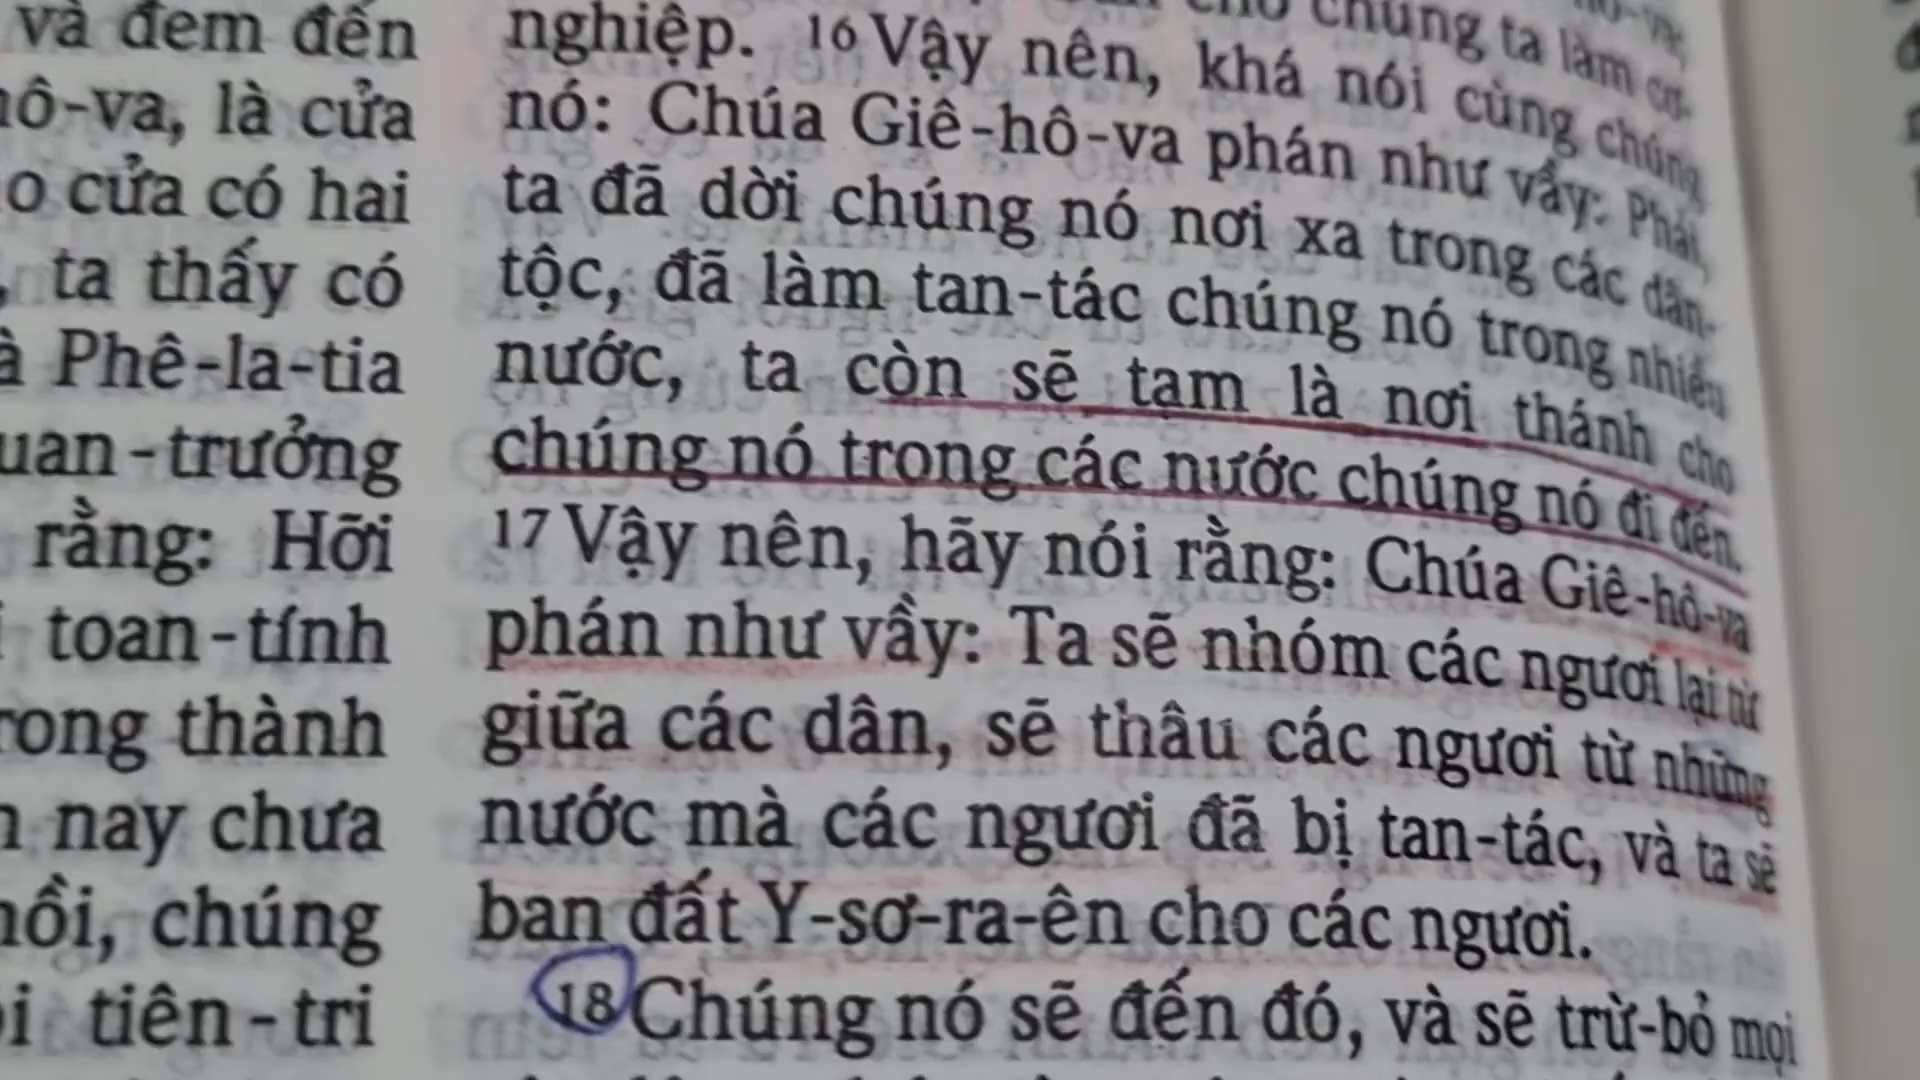 và đem đến
hô-va, là cửa
cửa có hai
, ta thấy có
Phê-la-tia
quan-trưởng
rằng: Hỡi
toan-tính
trong thành
nay chưa
chúng
tiên-tri
chúng ta làm cơ-
nghiệp. 16 Vậy nên, khá nói cùng chúng
nó: Chúa Giê-hô-va phán như vầy: Phải,
ta đã dời chúng nó nơi xa trong các dân-
tộc, đã làm tan-tác chúng nó trong nhiều
nước, ta còn sẽ tạm là nơi thánh cho
chúng nó trong các nước chúng nó đi đến.
17 Vậy nên, hãy nói rằng: Chúa Giê-hô-va
phán như vầy: Ta sẽ nhóm các ngươi lại từ
giữa các dân, sẽ thâu các ngươi từ những
nước mà các ngươi đã bị tan-tác, và ta sẽ
ban đất Y-sơ-ra-ên cho các ngươi.
18 Chúng nó sẽ đến đó, và sẽ trừ-bỏ mọi